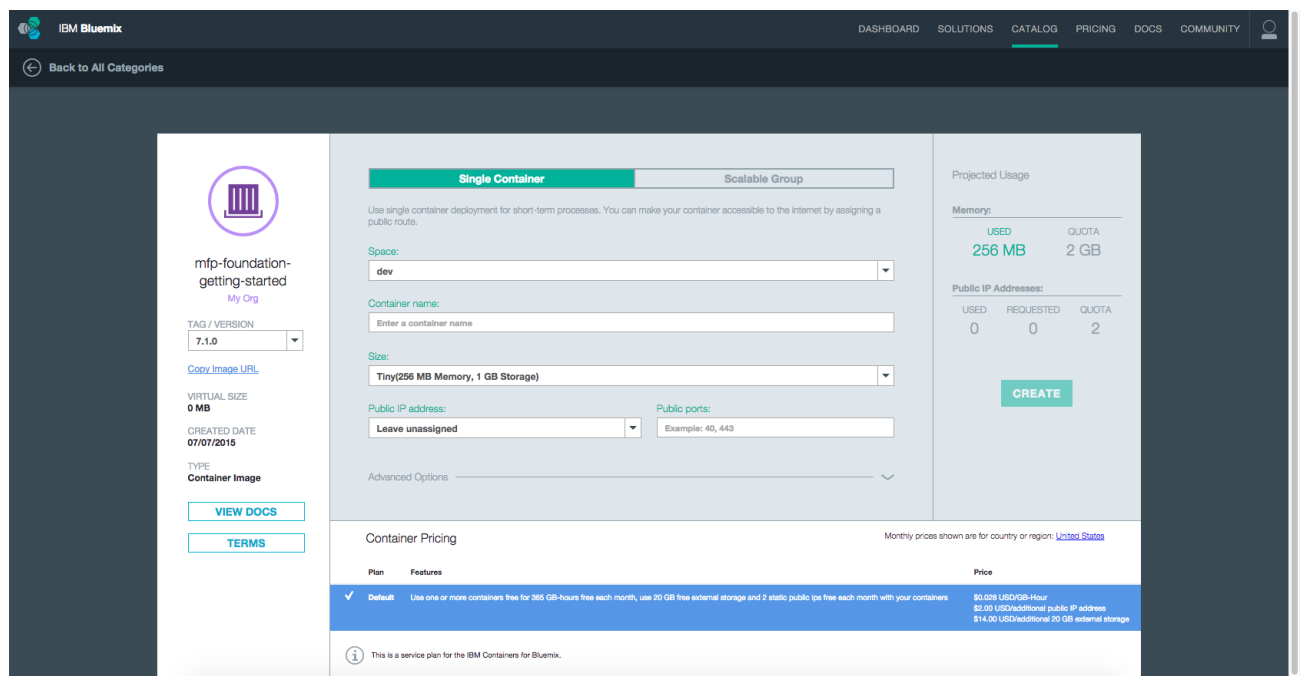 IBM Bluemix
DASHBOARD SOLUTIONS CATALOG PRICING DOCS COMMUNITY
Back to All Categories
mfp-foundation-
getting-started
My Org
TAG / VERSION
7.1.0
Copy Image URL
VIRTUAL SIZE
0 MB
CREATED DATE
07/07/2015
TYPE
Container Image
VIEW DOCS
TERMS
Single Container
Scalable Group
Use single container deployment for short-term processes. You can make your container accessible to the internet by assigning a
public route.
Space:
dev
Container name:
Enter a container name
Size:
Tiny(256 MB Memory, 1 GB Storage)
Public IP address:
Leave unassigned
Public ports:
Example: 40, 443
Advanced Options
Projected Usage
Memory:
USED QUOTA
256 MB 2 GB
Public IP Addresses:
USED REQUESTED QUOTA
0 0 2
CREATE
Container Pricing
Monthly prices shown are for country or region: United States
Plan Features Price
Default Use one or more containers free for 365 GB-hours free each month, use 20 GB free external storage and 2 static public ips free each month with your containers
$0.028 USD/GB-Hour
$2.00 USD/additional public IP address
$14.00 USD/additional 20 GB external storage
This is a service plan for the IBM Containers for Bluemix.